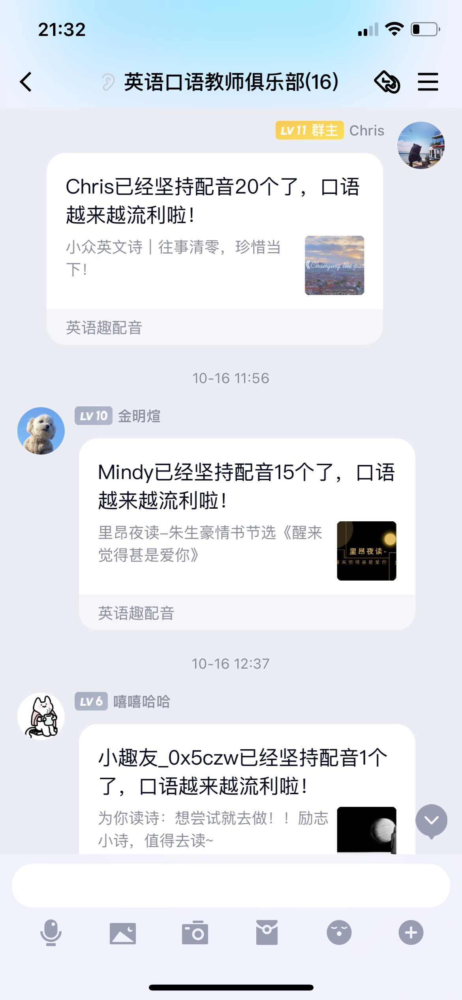 21:32
英语口语教师俱乐部(16)
LV 11 群主 Chris
Chris已经坚持配音20个了，口语
越来越流利啦！
小众英文诗｜往事清零，珍惜当
下！
《Changing the pas
英语趣配音
10-16 11:56
LV 10 金明煊
Mindy已经坚持配音15个了，口语
越来越流利啦！
里昂夜读–朱生豪情书节选《醒来
觉得甚是爱你》
里昂夜读-
醒来觉得甚是爱你
英语趣配音
10-16 12:37
LV 6 嘻嘻哈哈
小趣友_0x5czw已经坚持配音1个
了，口语越来越流利啦！
为你读诗：想尝试就去做！！励志
小诗，值得去读~